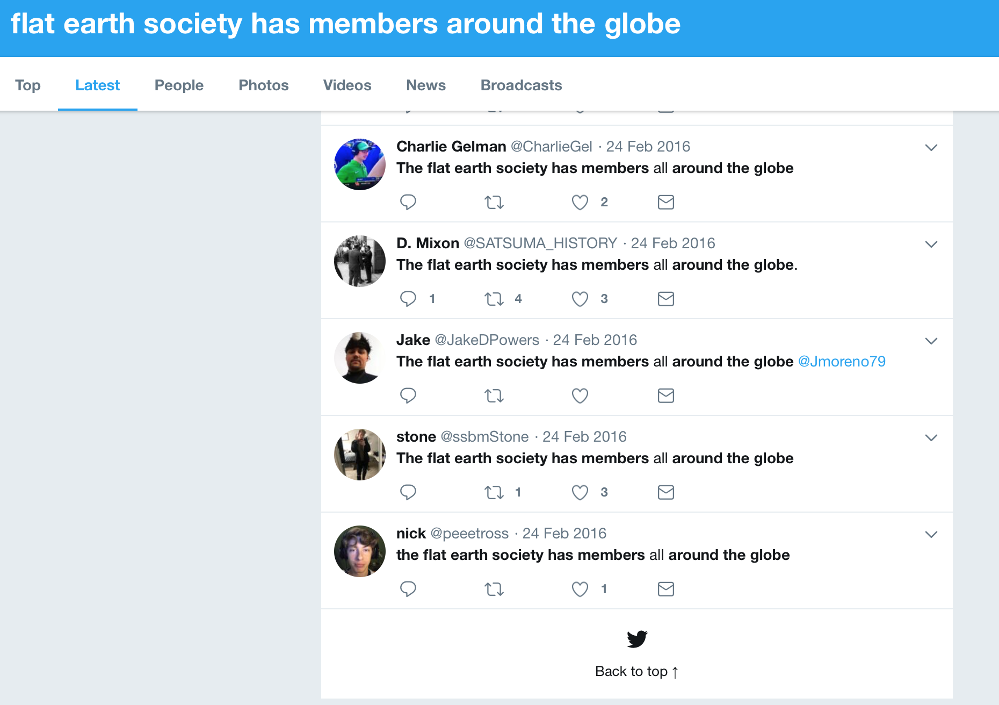 flat earth society has members around the globe
Top Latest People Photos Videos News Broadcasts
Charlie Gelman @CharlieGel · 24 Feb 2016
The flat earth society has members all around the globe
2
D. Mixon @SATSUMA_HISTORY · 24 Feb 2016
The flat earth society has members all around the globe.
1 4 3
Jake @JakeDPowers · 24 Feb 2016
The flat earth society has members all around the globe @Jmoreno79
stone @ssbmStone · 24 Feb 2016
The flat earth society has members all around the globe
1 3
nick @peeetross · 24 Feb 2016
the flat earth society has members all around the globe
1
Back to top ↑